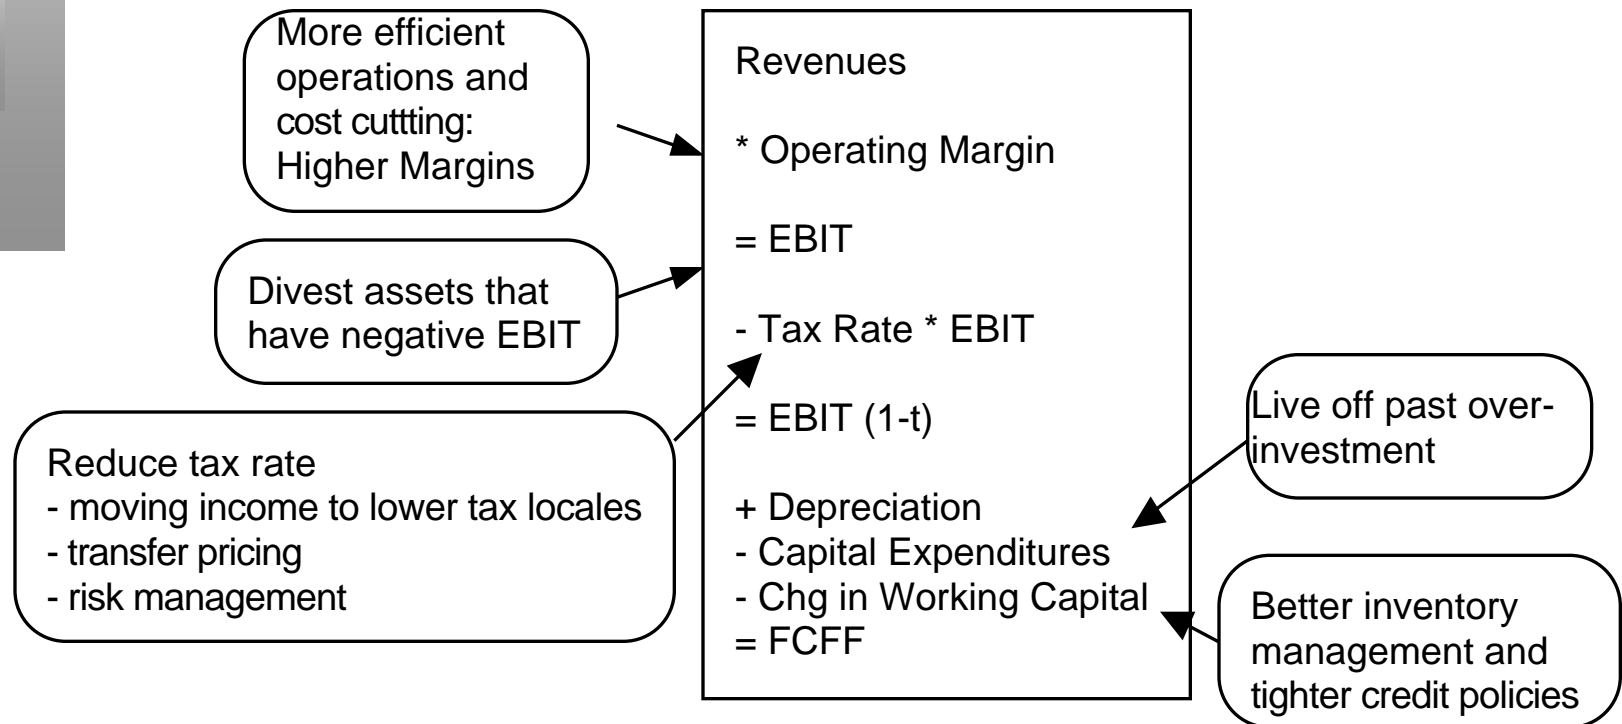 More efficient
operations and
cost cuttting:
Higher Margins
Divest assets that
have negative EBIT
Reduce tax rate
- moving income to lower tax locales
- transfer pricing
- risk management
Revenues
* Operating Margin
= EBIT
- Tax Rate * EBIT
= EBIT (1-t)
+ Depreciation
- Capital Expenditures
- Chg in Working Capital
= FCFF
Live off past over-
investment
Better inventory
management and
tighter credit policies